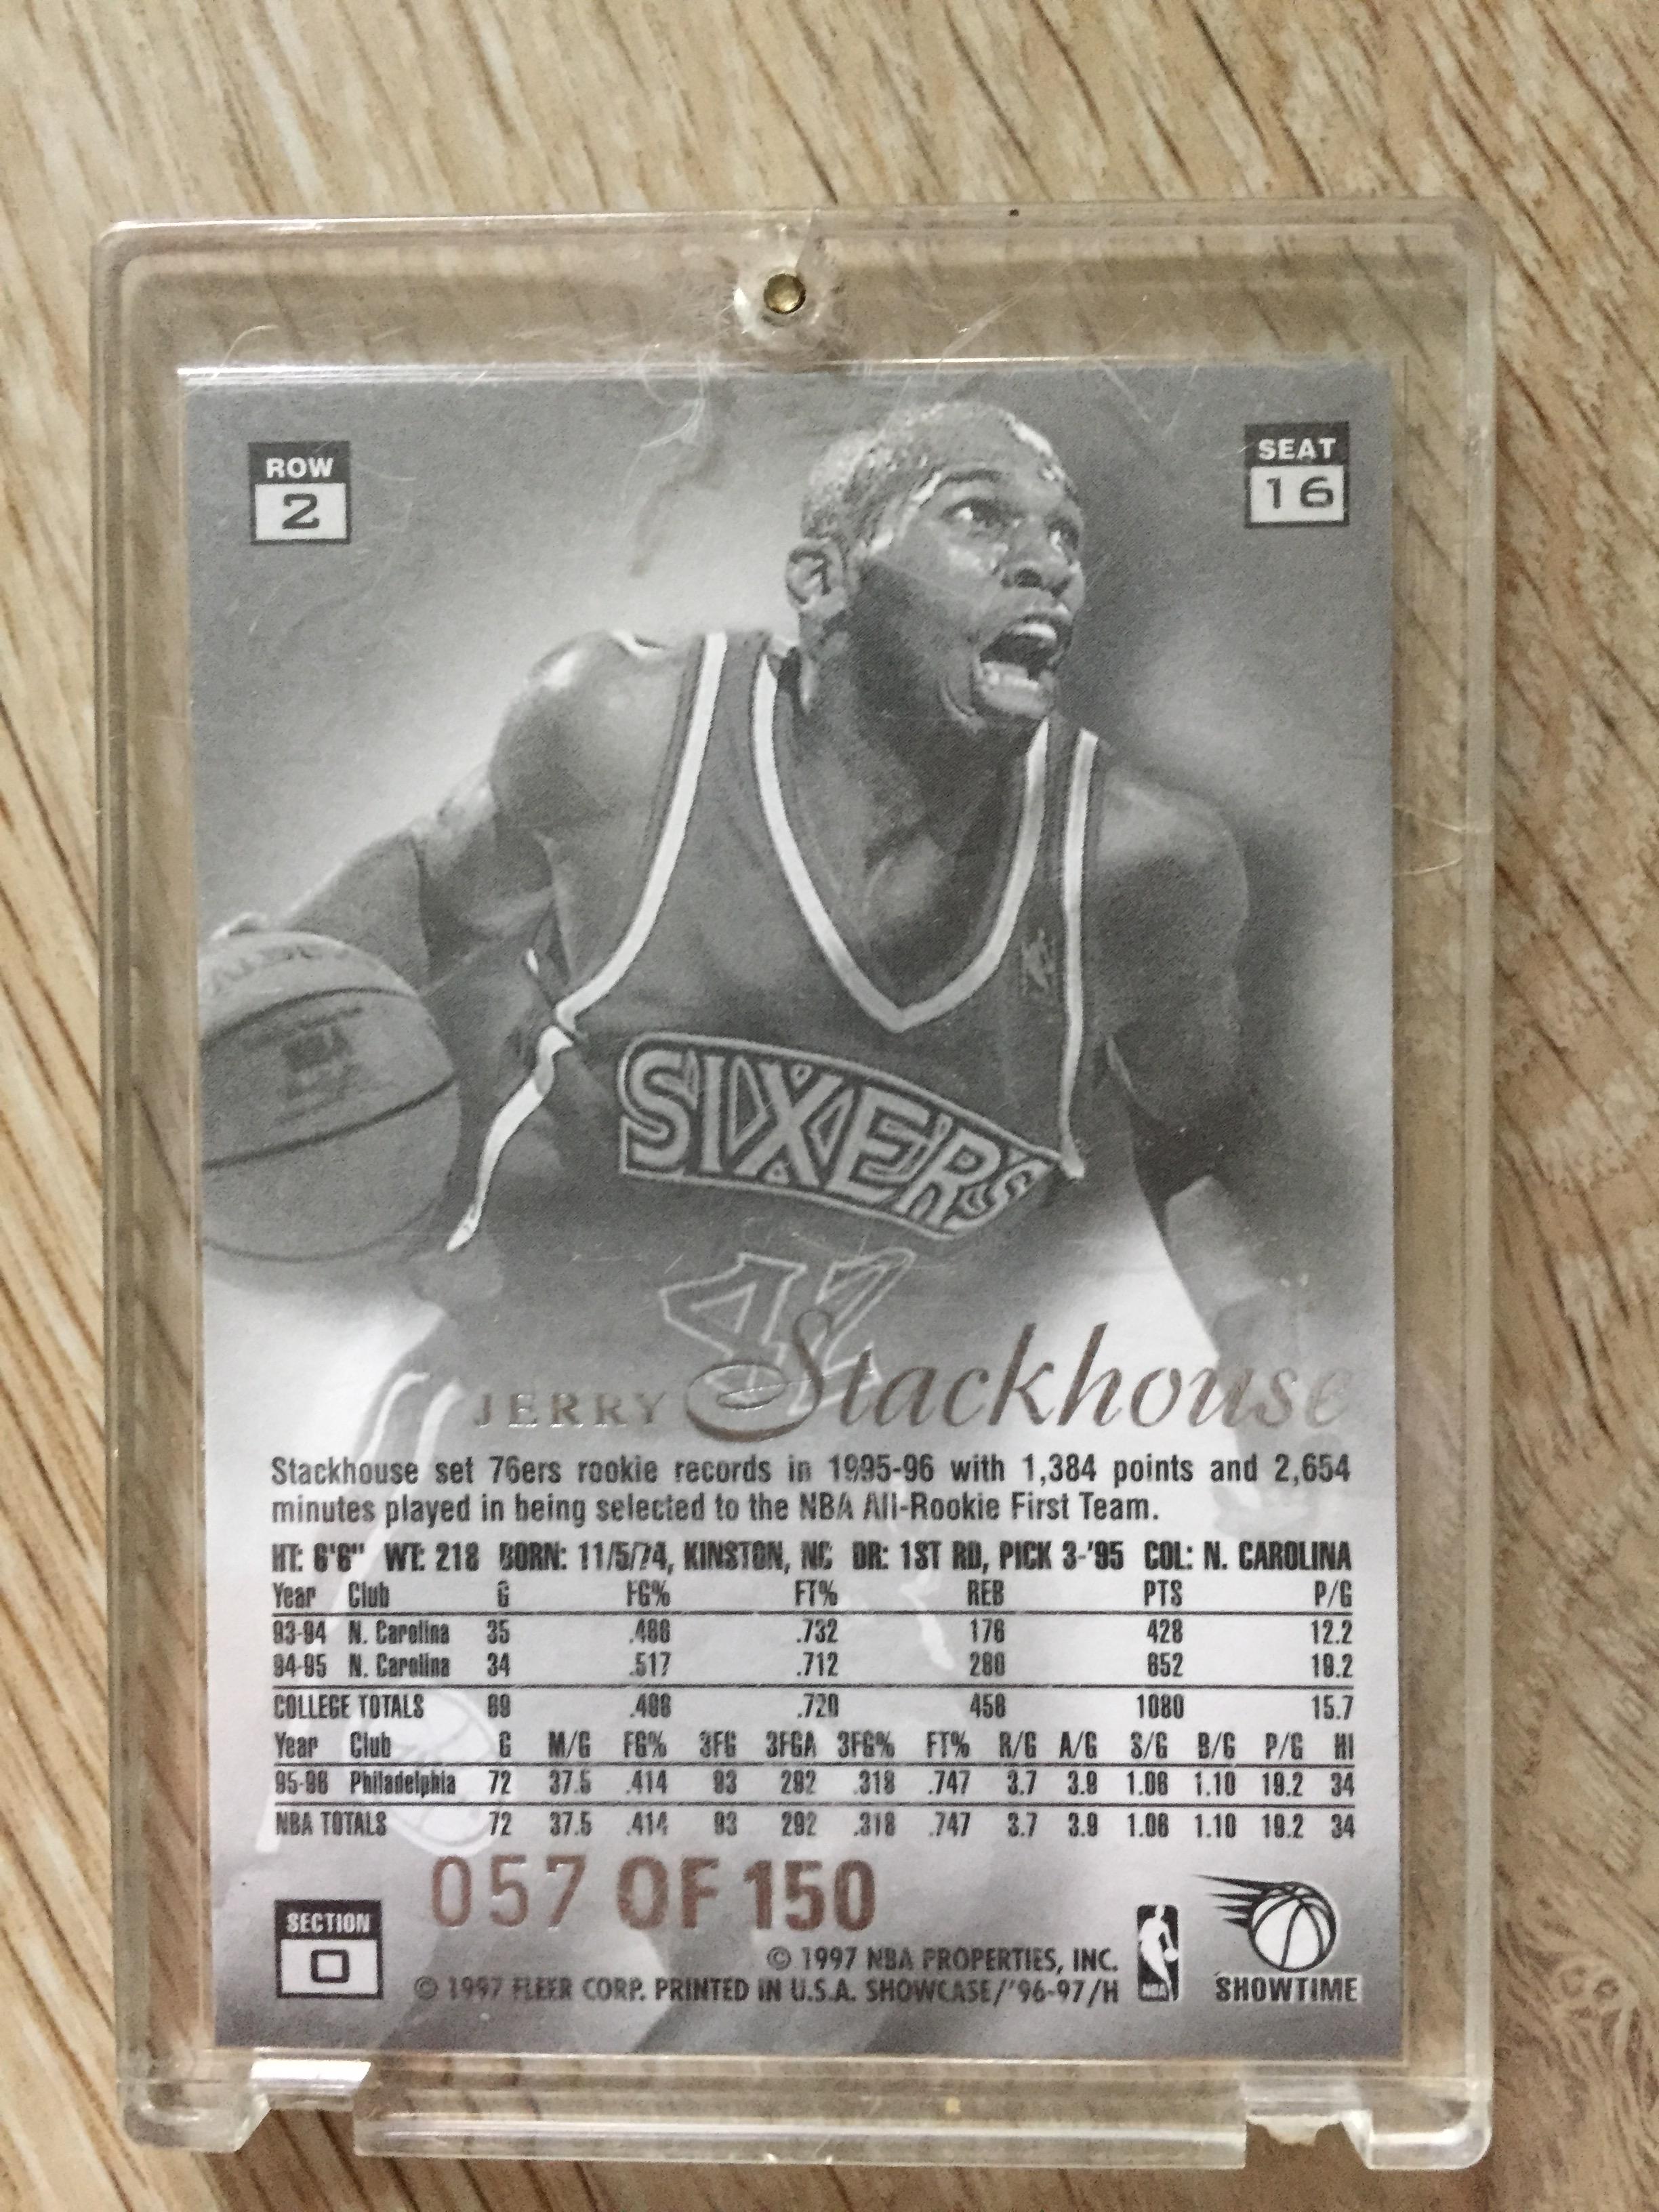 ROW
2
SEAT
16
SIXERS
42
JERRY Stackhouse
Stackhouse set 76ers rookie records in 1995-96 with 1,384 points and 2,654
minutes played in being selected to the NBA All-Rookie First Team.
HT: 6'6" WT: 218 BORN: 11/5/74, KINSTON, NC DR: 1ST RD, PICK 3-'95 COL: N. CAROLINA
Year Club G FG% FT% REB PTS P/G
93-94 N. Carolina 35 .732 176 428 12.2
94-95 N. Carolina 34 .517 .712 280 652 19.2
COLLEGE TOTALS 69 .720 456 1080 15.7
Year Club G M/G FG% 3FG 3FGA 3FG% FT% R/G A/G S/G B/G P/G HI
95-96 Philadelphia 72 37.5 .414 93 292 .318 .747 3.7 3.9 1.06 1.10 19.2 34
NBA TOTALS 72 37.5 .414 93 292 .318 .747 3.7 3.9 1.06 1.10 19.2 34
057 OF 150
SECTION
0
© 1997 NBA PROPERTIES, INC.
© 1997 FLEER CORP. PRINTED IN U.S.A. SHOWCASE/'96-97/H
NBA
SHOWTIME